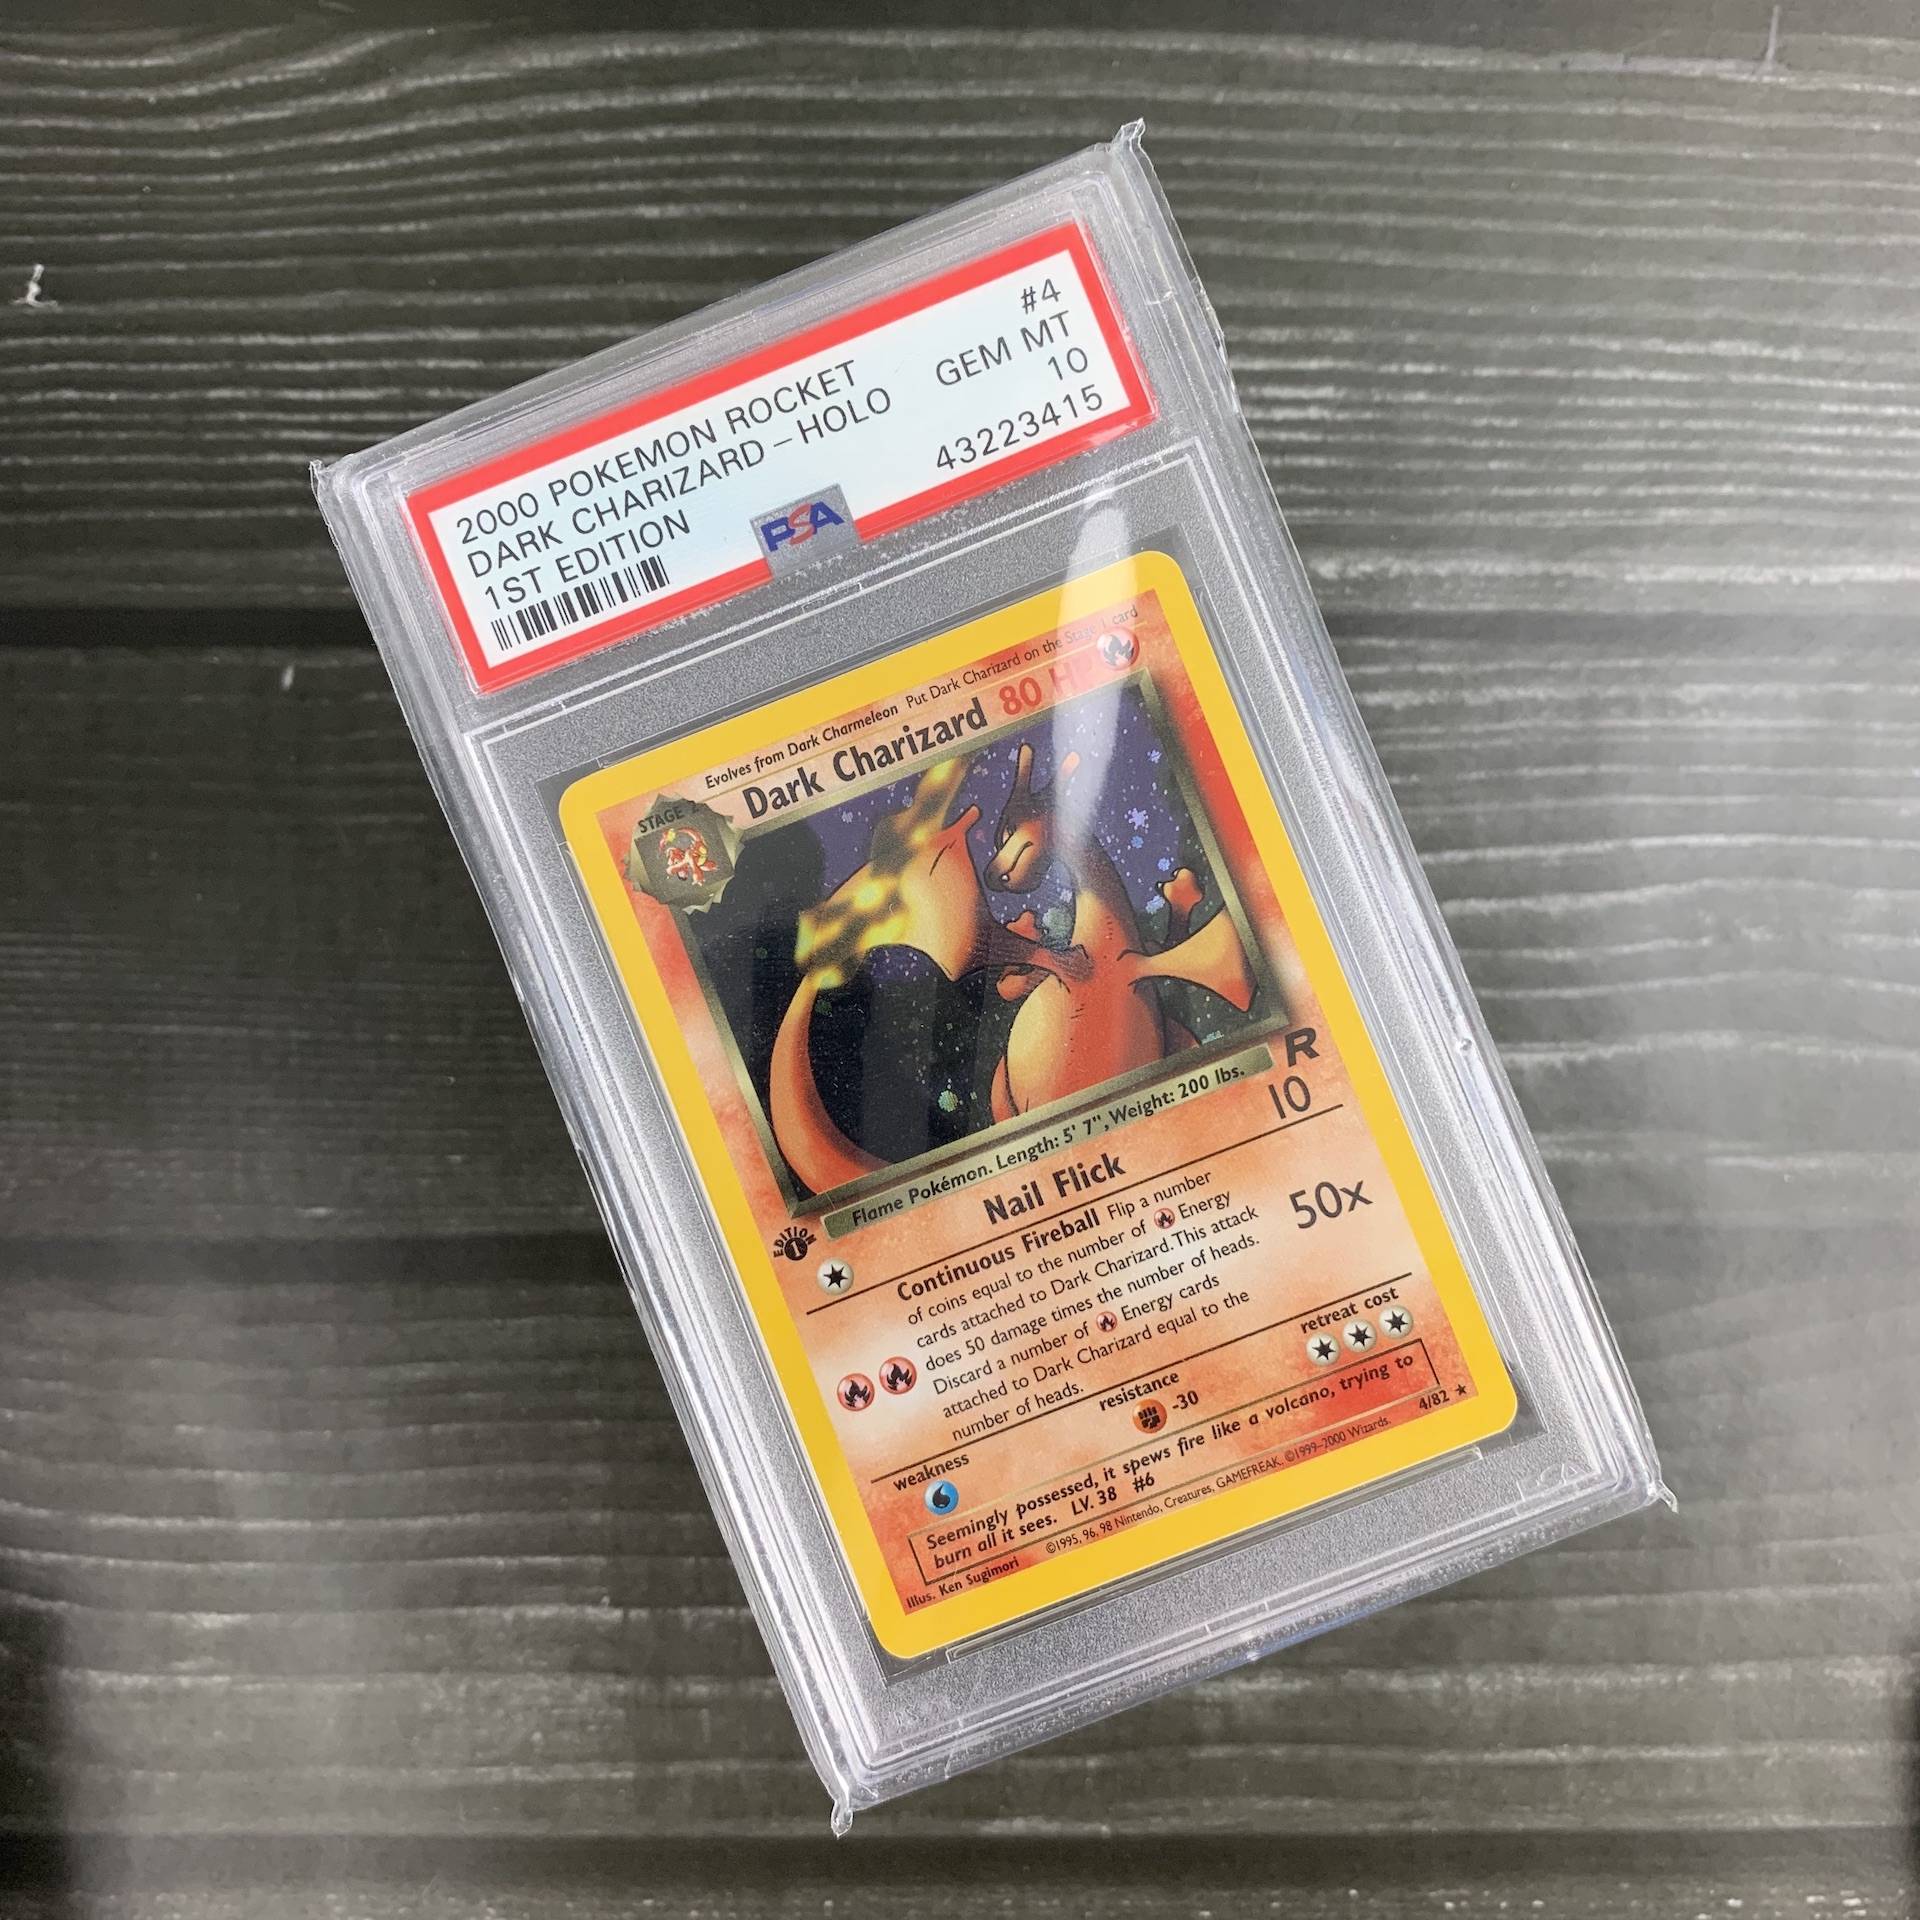 2000 POKEMON ROCKET #4
DARK CHARIZARD-HOLO GEM MT
1ST EDITION 10
43223415
PSA
Evolves from Dark Charmeleon Put Dark Charizard on the Stage 1 card
STAGE 2
Dark Charizard 80 HP
Flame Pokémon. Length: 5' 7", Weight: 200 lbs.
R
EDITION
1
Nail Flick 10
Continuous Fireball Flip a number
of coins equal to the number of Energy
cards attached to Dark Charizard. This attack
does 50 damage times the number of heads.
Discard a number of Energy cards
attached to Dark Charizard equal to the
number of heads.
50x
weakness resistance retreat cost
-30
Seemingly possessed, it spews fire like a volcano, trying to
burn all it sees. LV. 38 #6
Illus. Ken Sugimori ©1995, 96, 98 Nintendo, Creatures, GAMEFREAK. ©1999-2000 Wizards. 4/82 ★